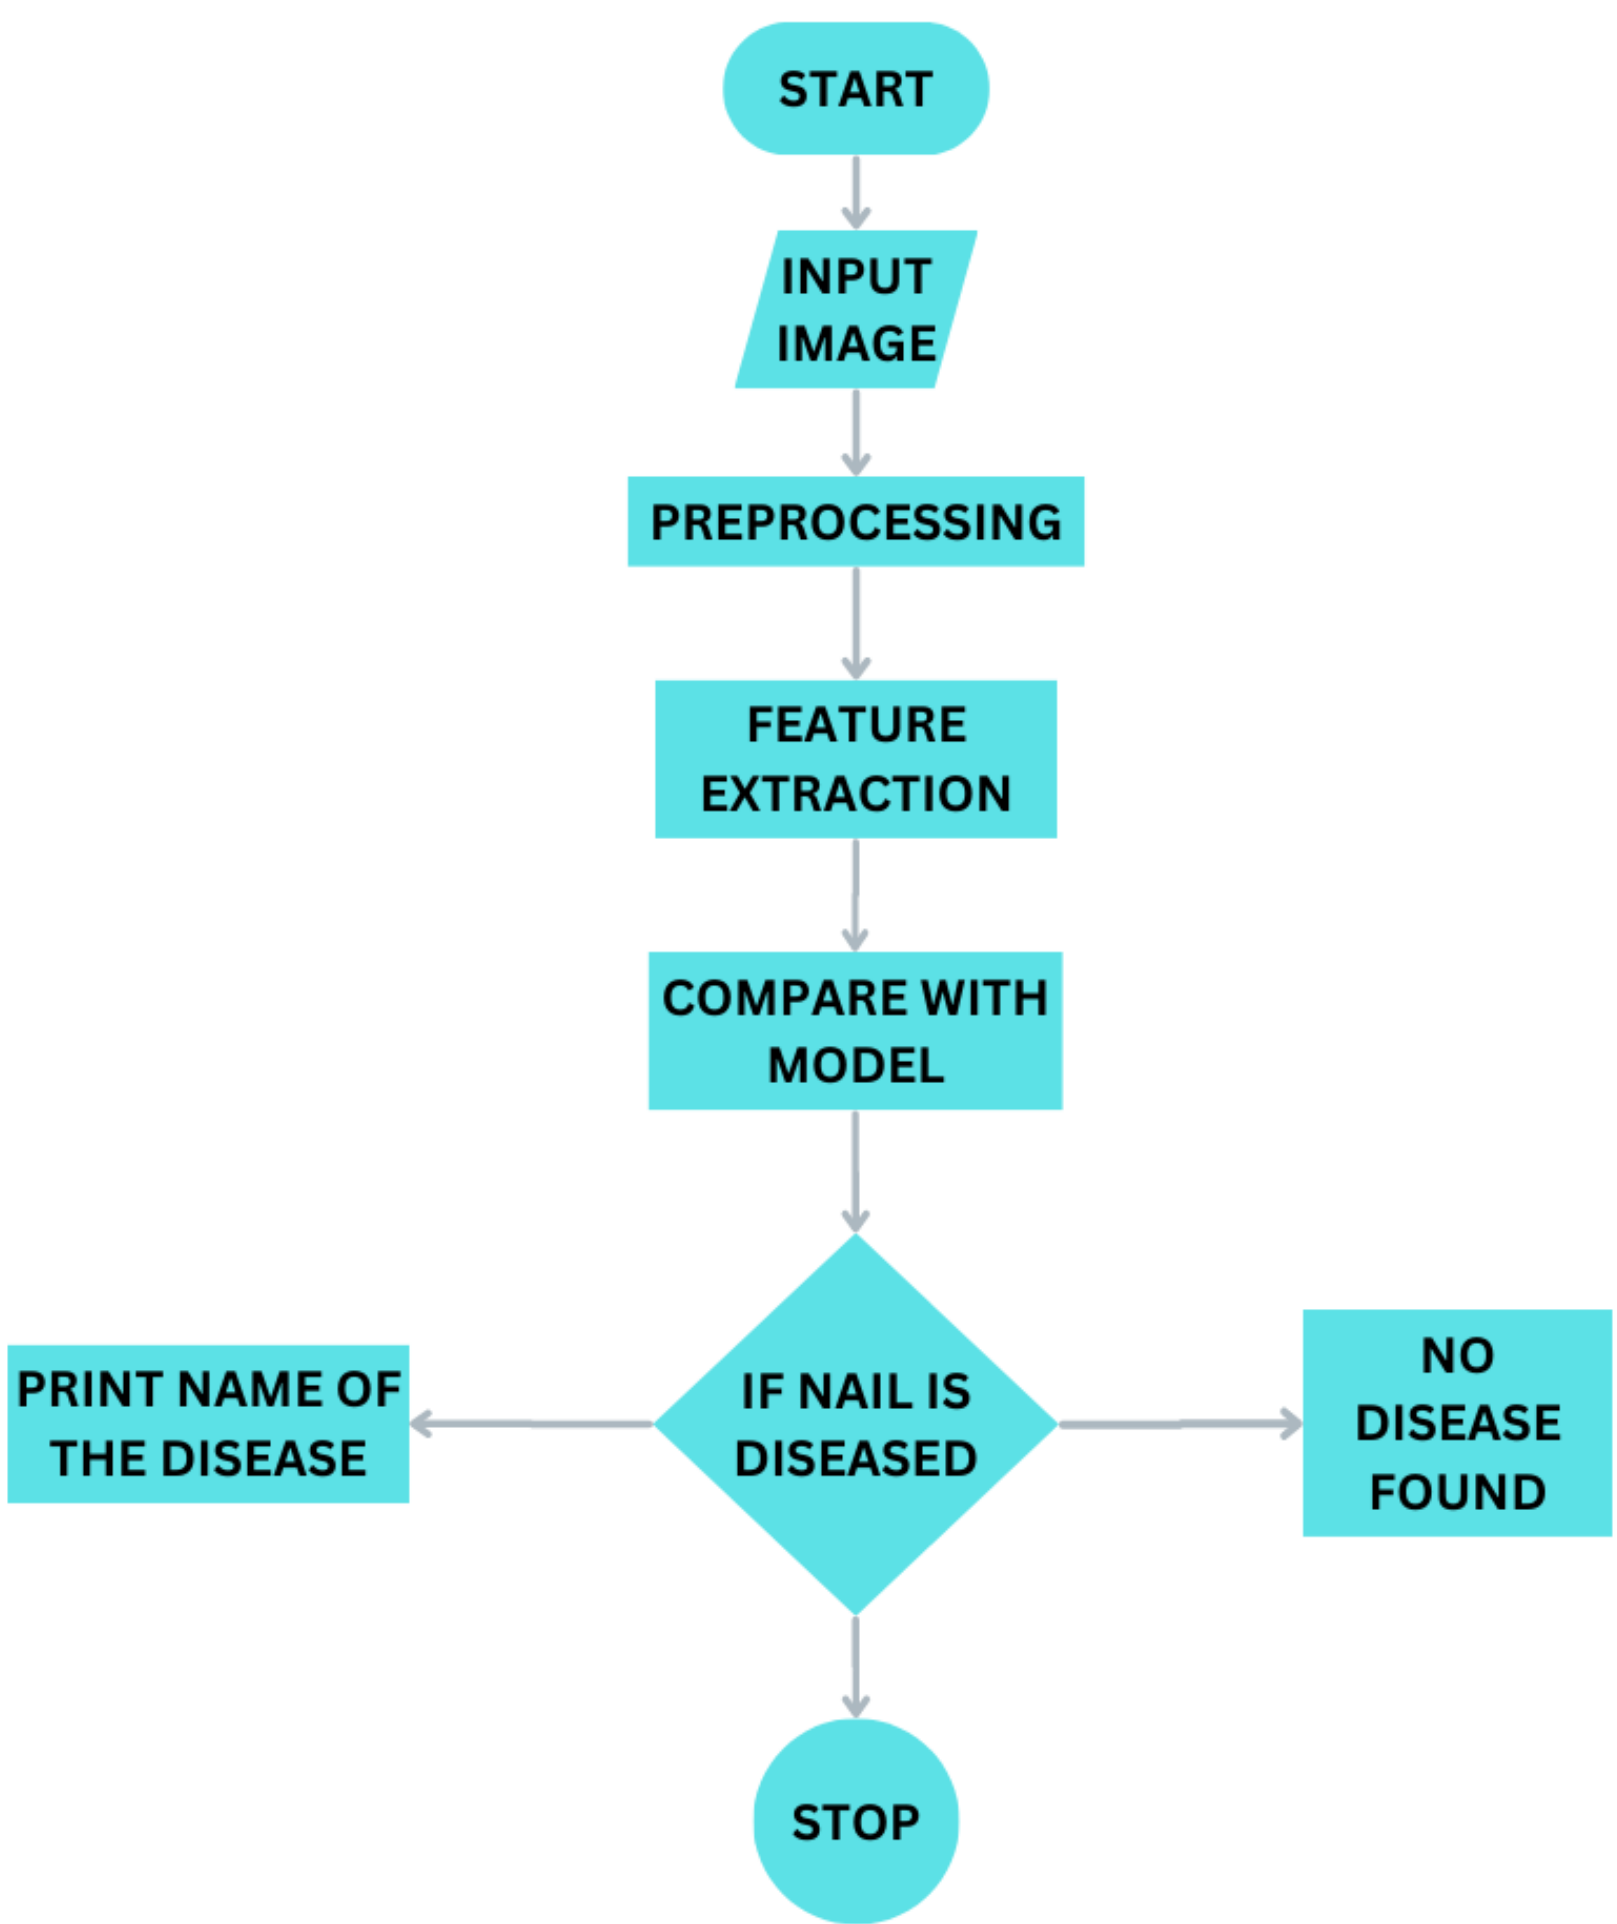 START
INPUT
IMAGE
PREPROCESSING
FEATURE
EXTRACTION
COMPARE WITH
MODEL
IF NAIL IS
DISEASED
PRINT NAME OF
THE DISEASE
NO
DISEASE
FOUND
STOP